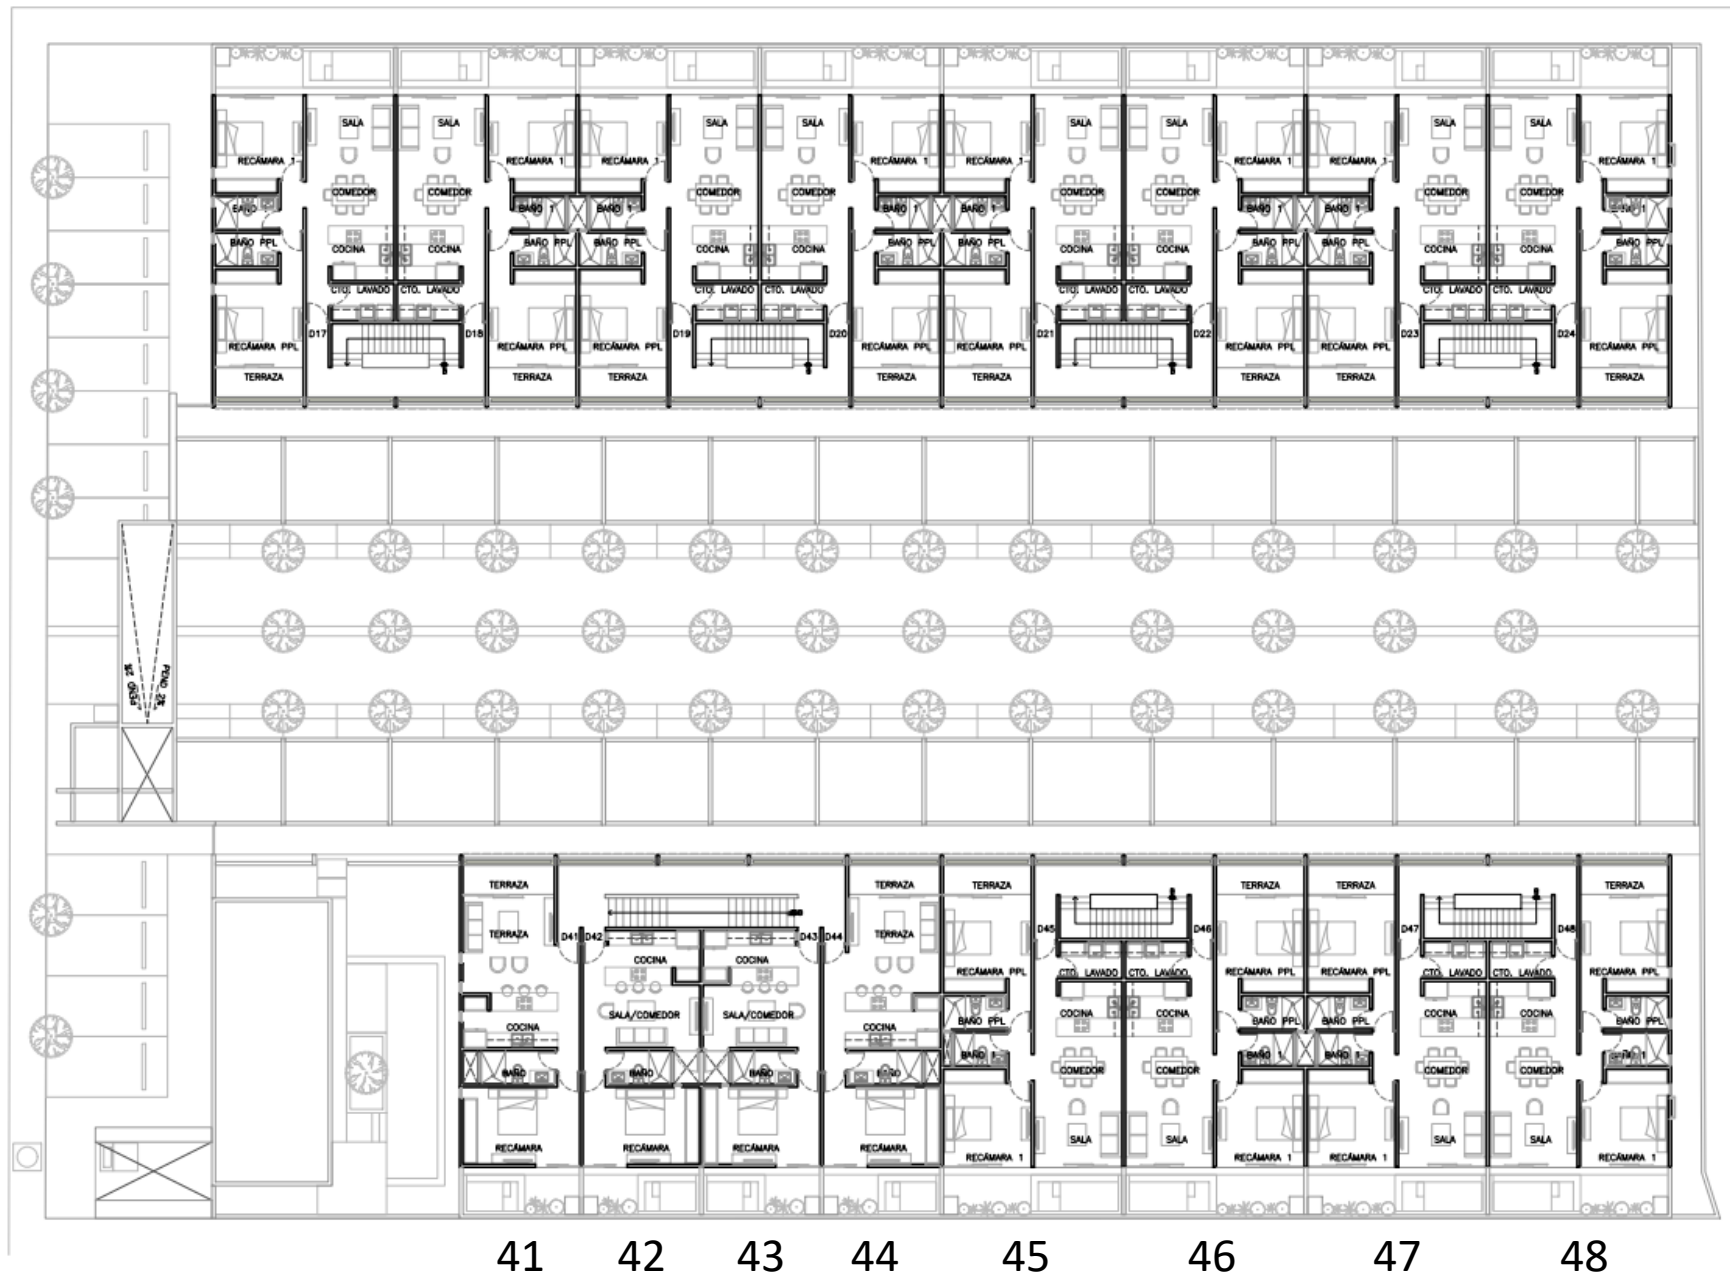 SALA SALA SALA SALA SALA SALA SALA SALA
RECÁMARA 1 RECÁMARA 1 RECÁMARA 1 RECÁMARA 1 RECÁMARA 1 RECÁMARA 1 RECÁMARA 1 RECÁMARA 1
COMEDOR COMEDOR COMEDOR COMEDOR COMEDOR COMEDOR COMEDOR COMEDOR
BAÑO 1 BAÑO 1 BAÑO 1 BAÑO 1 BAÑO 1 BAÑO 1 BAÑO 1
BAÑO PPL COCINA COCINA BAÑO PPL BAÑO PPL COCINA COCINA BAÑO PPL BAÑO PPL COCINA COCINA BAÑO PPL BAÑO PPL COCINA COCINA BAÑO PPL
CTO. LAVADO CTO. LAVADO CTO. LAVADO CTO. LAVADO CTO. LAVADO CTO. LAVADO CTO. LAVADO CTO. LAVADO
D17 D18 D19 D20 D21 D22 D23 D24
RECÁMARA PPL RECÁMARA PPL RECÁMARA PPL RECÁMARA PPL RECÁMARA PPL RECÁMARA PPL RECÁMARA PPL RECÁMARA PPL
TERRAZA TERRAZA TERRAZA TERRAZA TERRAZA TERRAZA TERRAZA TERRAZA
PEND 2%
PEND 2%
TERRAZA TERRAZA TERRAZA TERRAZA TERRAZA TERRAZA
TERRAZA D41 D42 D43 D44 TERRAZA D45 D46 D47 D48
COCINA COCINA
RECÁMARA PPL CTO. LAVADO CTO. LAVADO RECÁMARA PPL RECÁMARA PPL CTO. LAVADO CTO. LAVADO RECÁMARA PPL
SALA/COMEDOR SALA/COMEDOR
COCINA COCINA BAÑO PPL COCINA COCINA BAÑO PPL BAÑO PPL COCINA COCINA BAÑO PPL
BAÑO 1 BAÑO 1 BAÑO 1
BAÑO BAÑO BAÑO BAÑO COMEDOR COMEDOR COMEDOR COMEDOR
RECÁMARA RECÁMARA RECÁMARA RECÁMARA SALA SALA SALA SALA
RECÁMARA 1 RECÁMARA 1 RECÁMARA 1 RECÁMARA 1
41 42 43 44 45 46 47 48